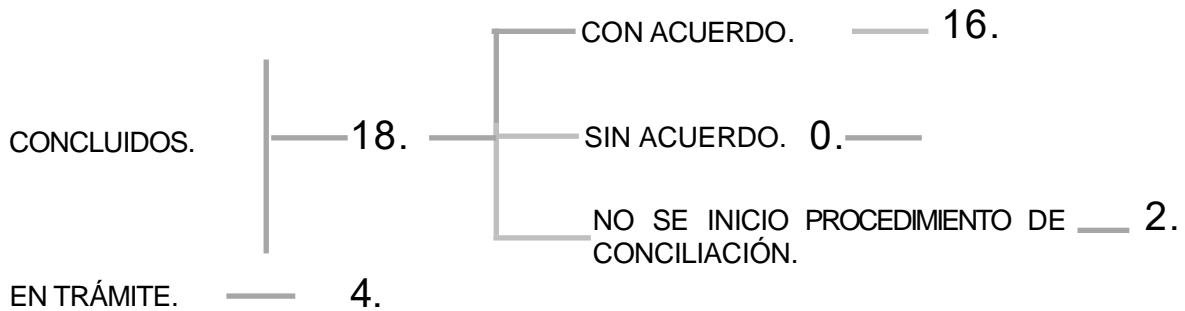 CON ACUERDO. 16.
CONCLUIDOS. 18. SIN ACUERDO. 0.
NO SE INICIO PROCEDIMIENTO DE 2.
CONCILIACIÓN.
EN TRÁMITE. 4.